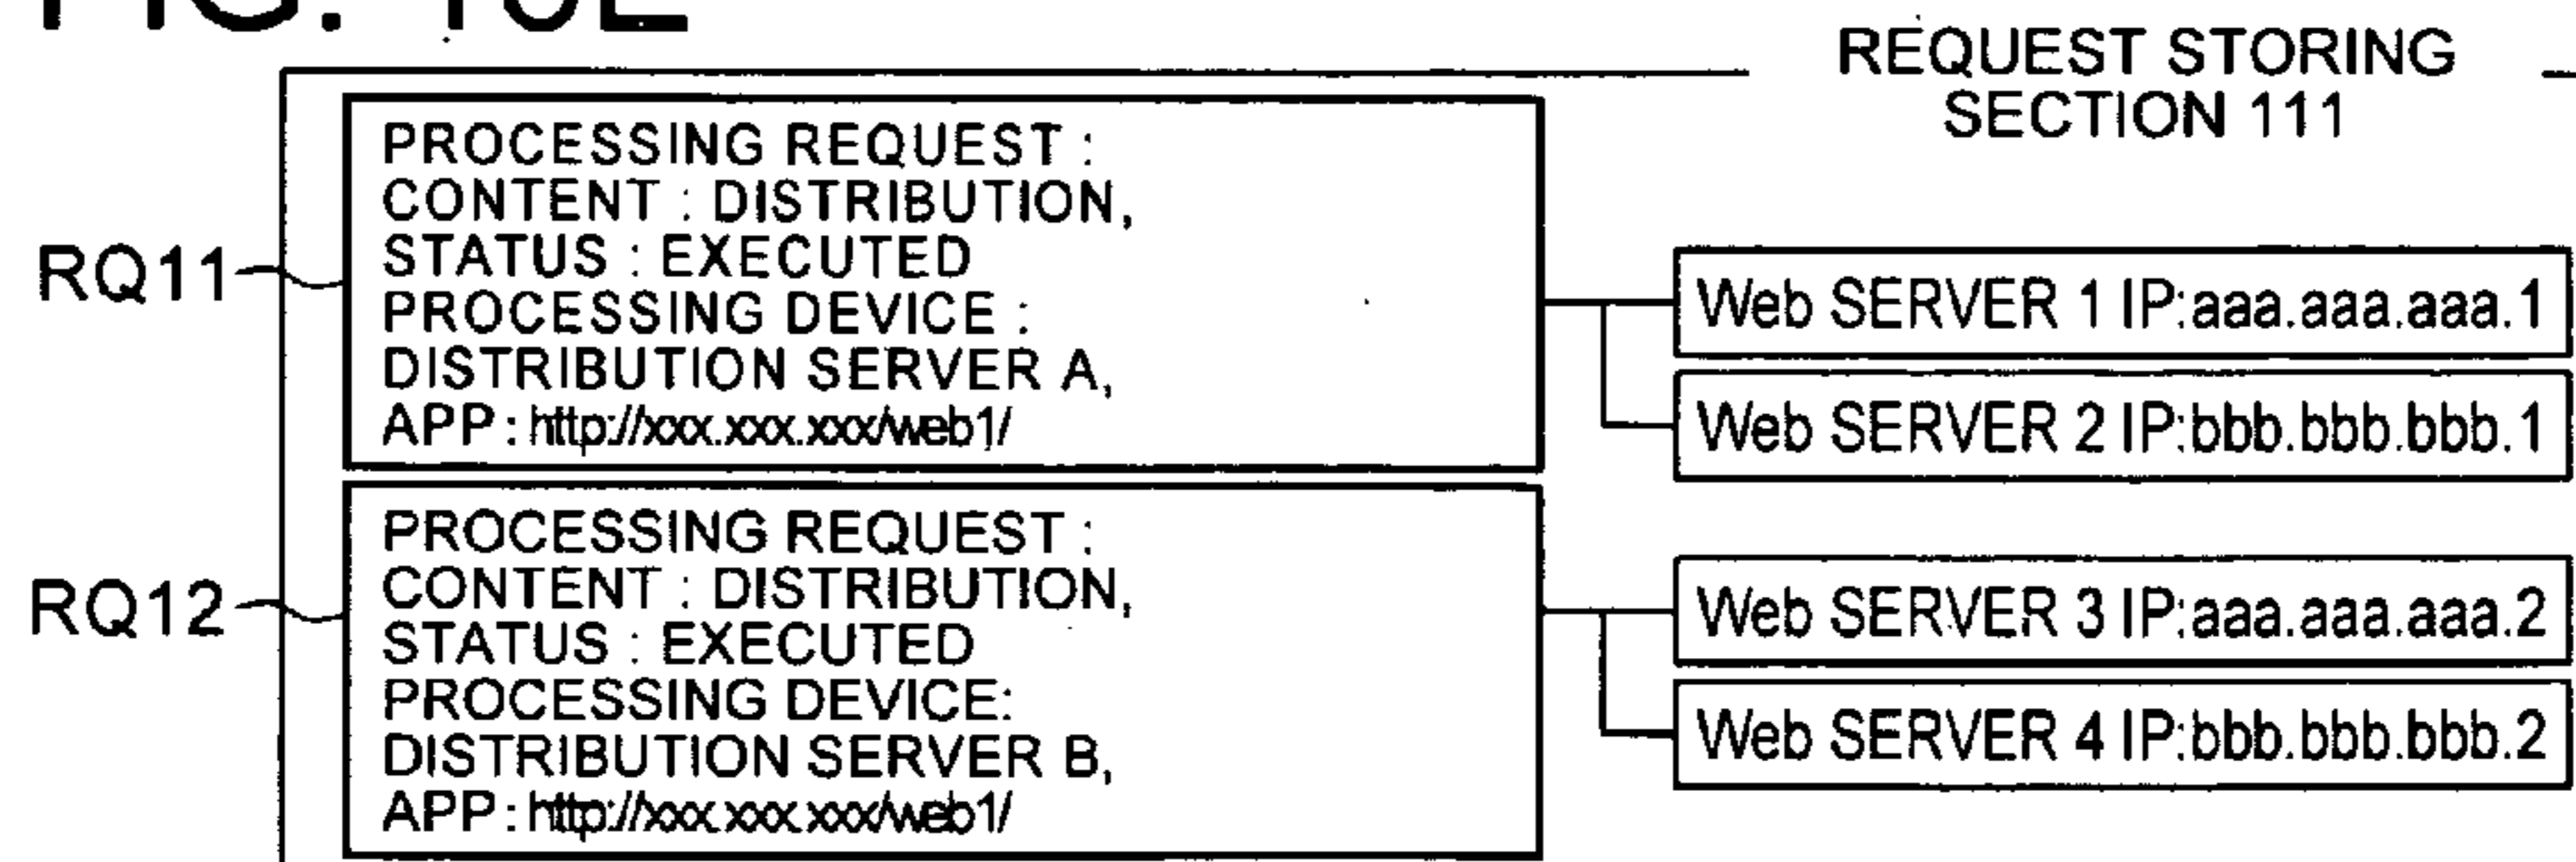 REQUEST STORING
SECTION 111
RQ11
PROCESSING REQUEST :
CONTENT : DISTRIBUTION,
STATUS : EXECUTED
PROCESSING DEVICE :
DISTRIBUTION SERVER A,
APP : http://xxx.xxx.xxx/web1/
Web SERVER 1 IP:aaa.aaa.aaa.1
Web SERVER 2 IP:bbb.bbb.bbb.1
RQ12
PROCESSING REQUEST :
CONTENT : DISTRIBUTION,
STATUS : EXECUTED
PROCESSING DEVICE:
DISTRIBUTION SERVER B,
APP : http://xxx.xxx.xxx/web1/
Web SERVER 3 IP:aaa.aaa.aaa.2
Web SERVER 4 IP:bbb.bbb.bbb.2